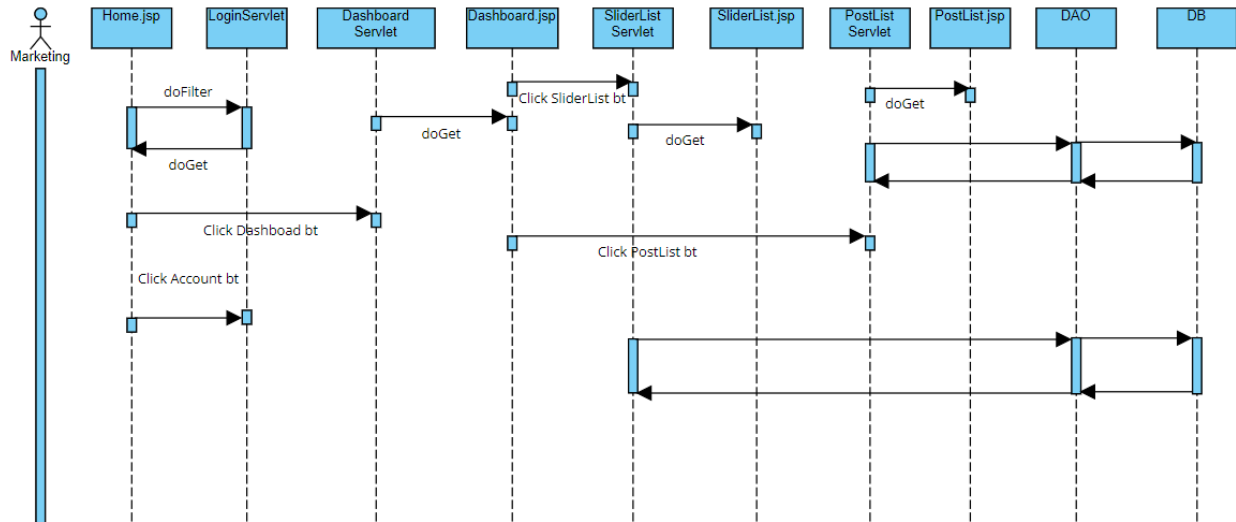 Marketing
Home.jsp
LoginServlet
Dashboard
Servlet
Dashboard.jsp
SliderList
Servlet
SliderList.jsp
PostList
Servlet
PostList.jsp
DAO
DB
doFilter
Click SliderList bt
doGet
doGet
doGet
doGet
Click Dashboad bt
Click PostList bt
Click Account bt